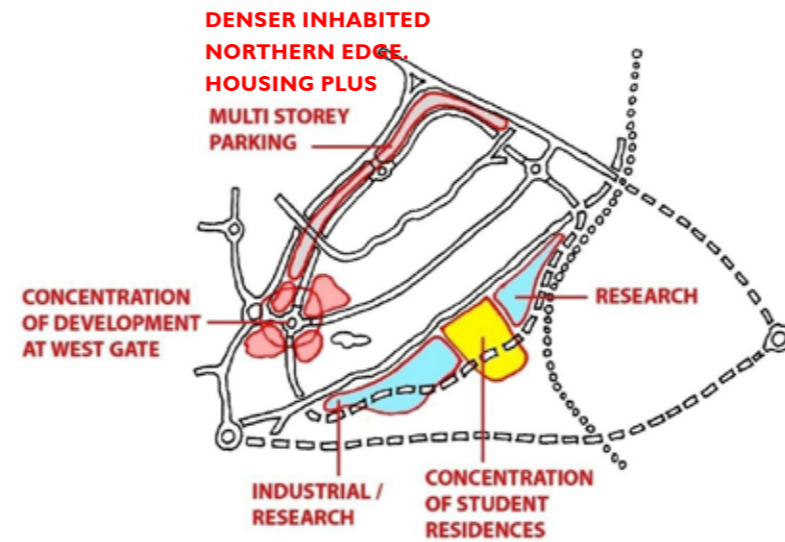 DENSER INHABITED
NORTHERN EDGE.
HOUSING PLUS
MULTI STOREY
PARKING
CONCENTRATION
OF DEVELOPMENT
AT WEST GATE
RESEARCH
INDUSTRIAL /
RESEARCH
CONCENTRATION
OF STUDENT
RESIDENCES